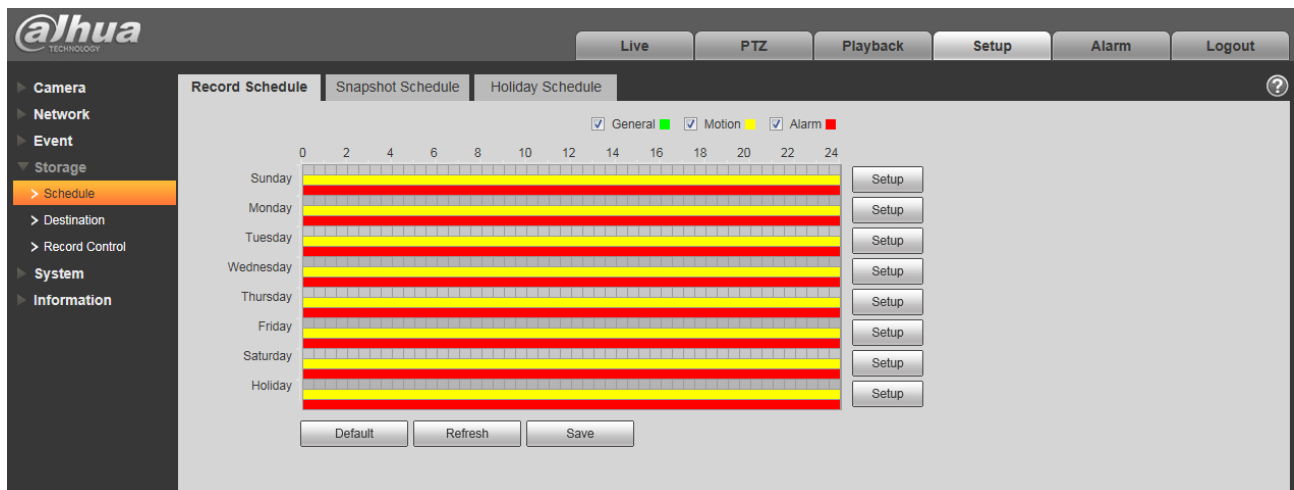 alhua
TECHNOLOGY
Live PTZ Playback Setup Alarm Logout
Camera
Network
Event
Storage
> Schedule
> Destination
> Record Control
System
Information
Record Schedule Snapshot Schedule Holiday Schedule ?
General Motion Alarm
0 2 4 6 8 10 12 14 16 18 20 22 24
Sunday Setup
Monday Setup
Tuesday Setup
Wednesday Setup
Thursday Setup
Friday Setup
Saturday Setup
Holiday Setup
Default Refresh Save